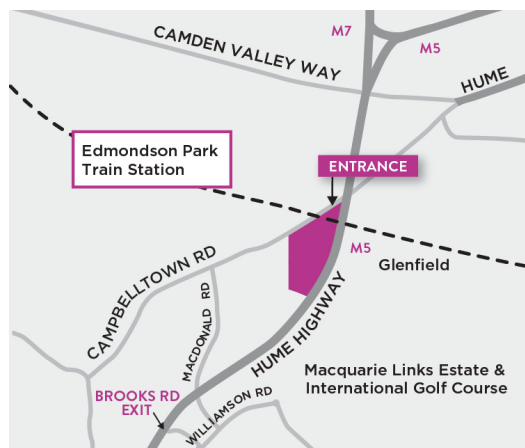 M7
M5
CAMDEN VALLEY WAY
HUME
Edmondson Park
Train Station
ENTRANCE
M5
Glenfield
CAMPBELLTOWN RD
MACDONALD RD
HUME HIGHWAY
Macquarie Links Estate &
International Golf Course
BROOKS RD
EXIT
WILLIAMSON RD